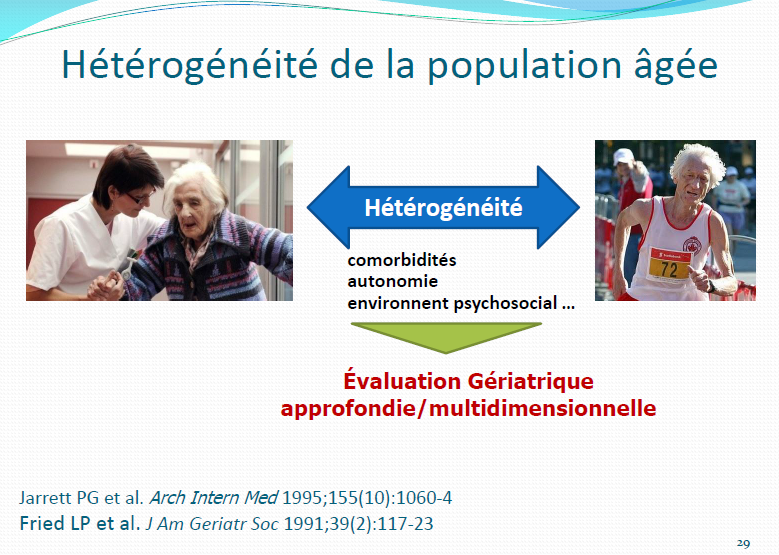 Hétérogénéité de la population âgée
Hétérogénéité
comorbidités
autonomie
environnent psychosocial ...
Évaluation Gériatrique
approfondie/multidimensionnelle
72
Jarrett PG et al. Arch Intern Med 1995;155(10):1060-4
Fried LP et al. J Am Geriatr Soc 1991;39(2):117-23
29